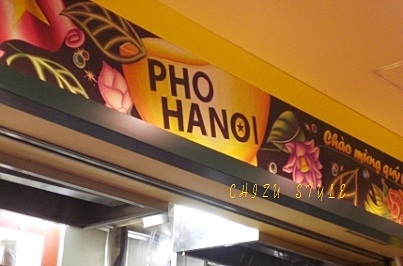 PHO
HANOI
Chào mừng quý
CHIZU STYLE